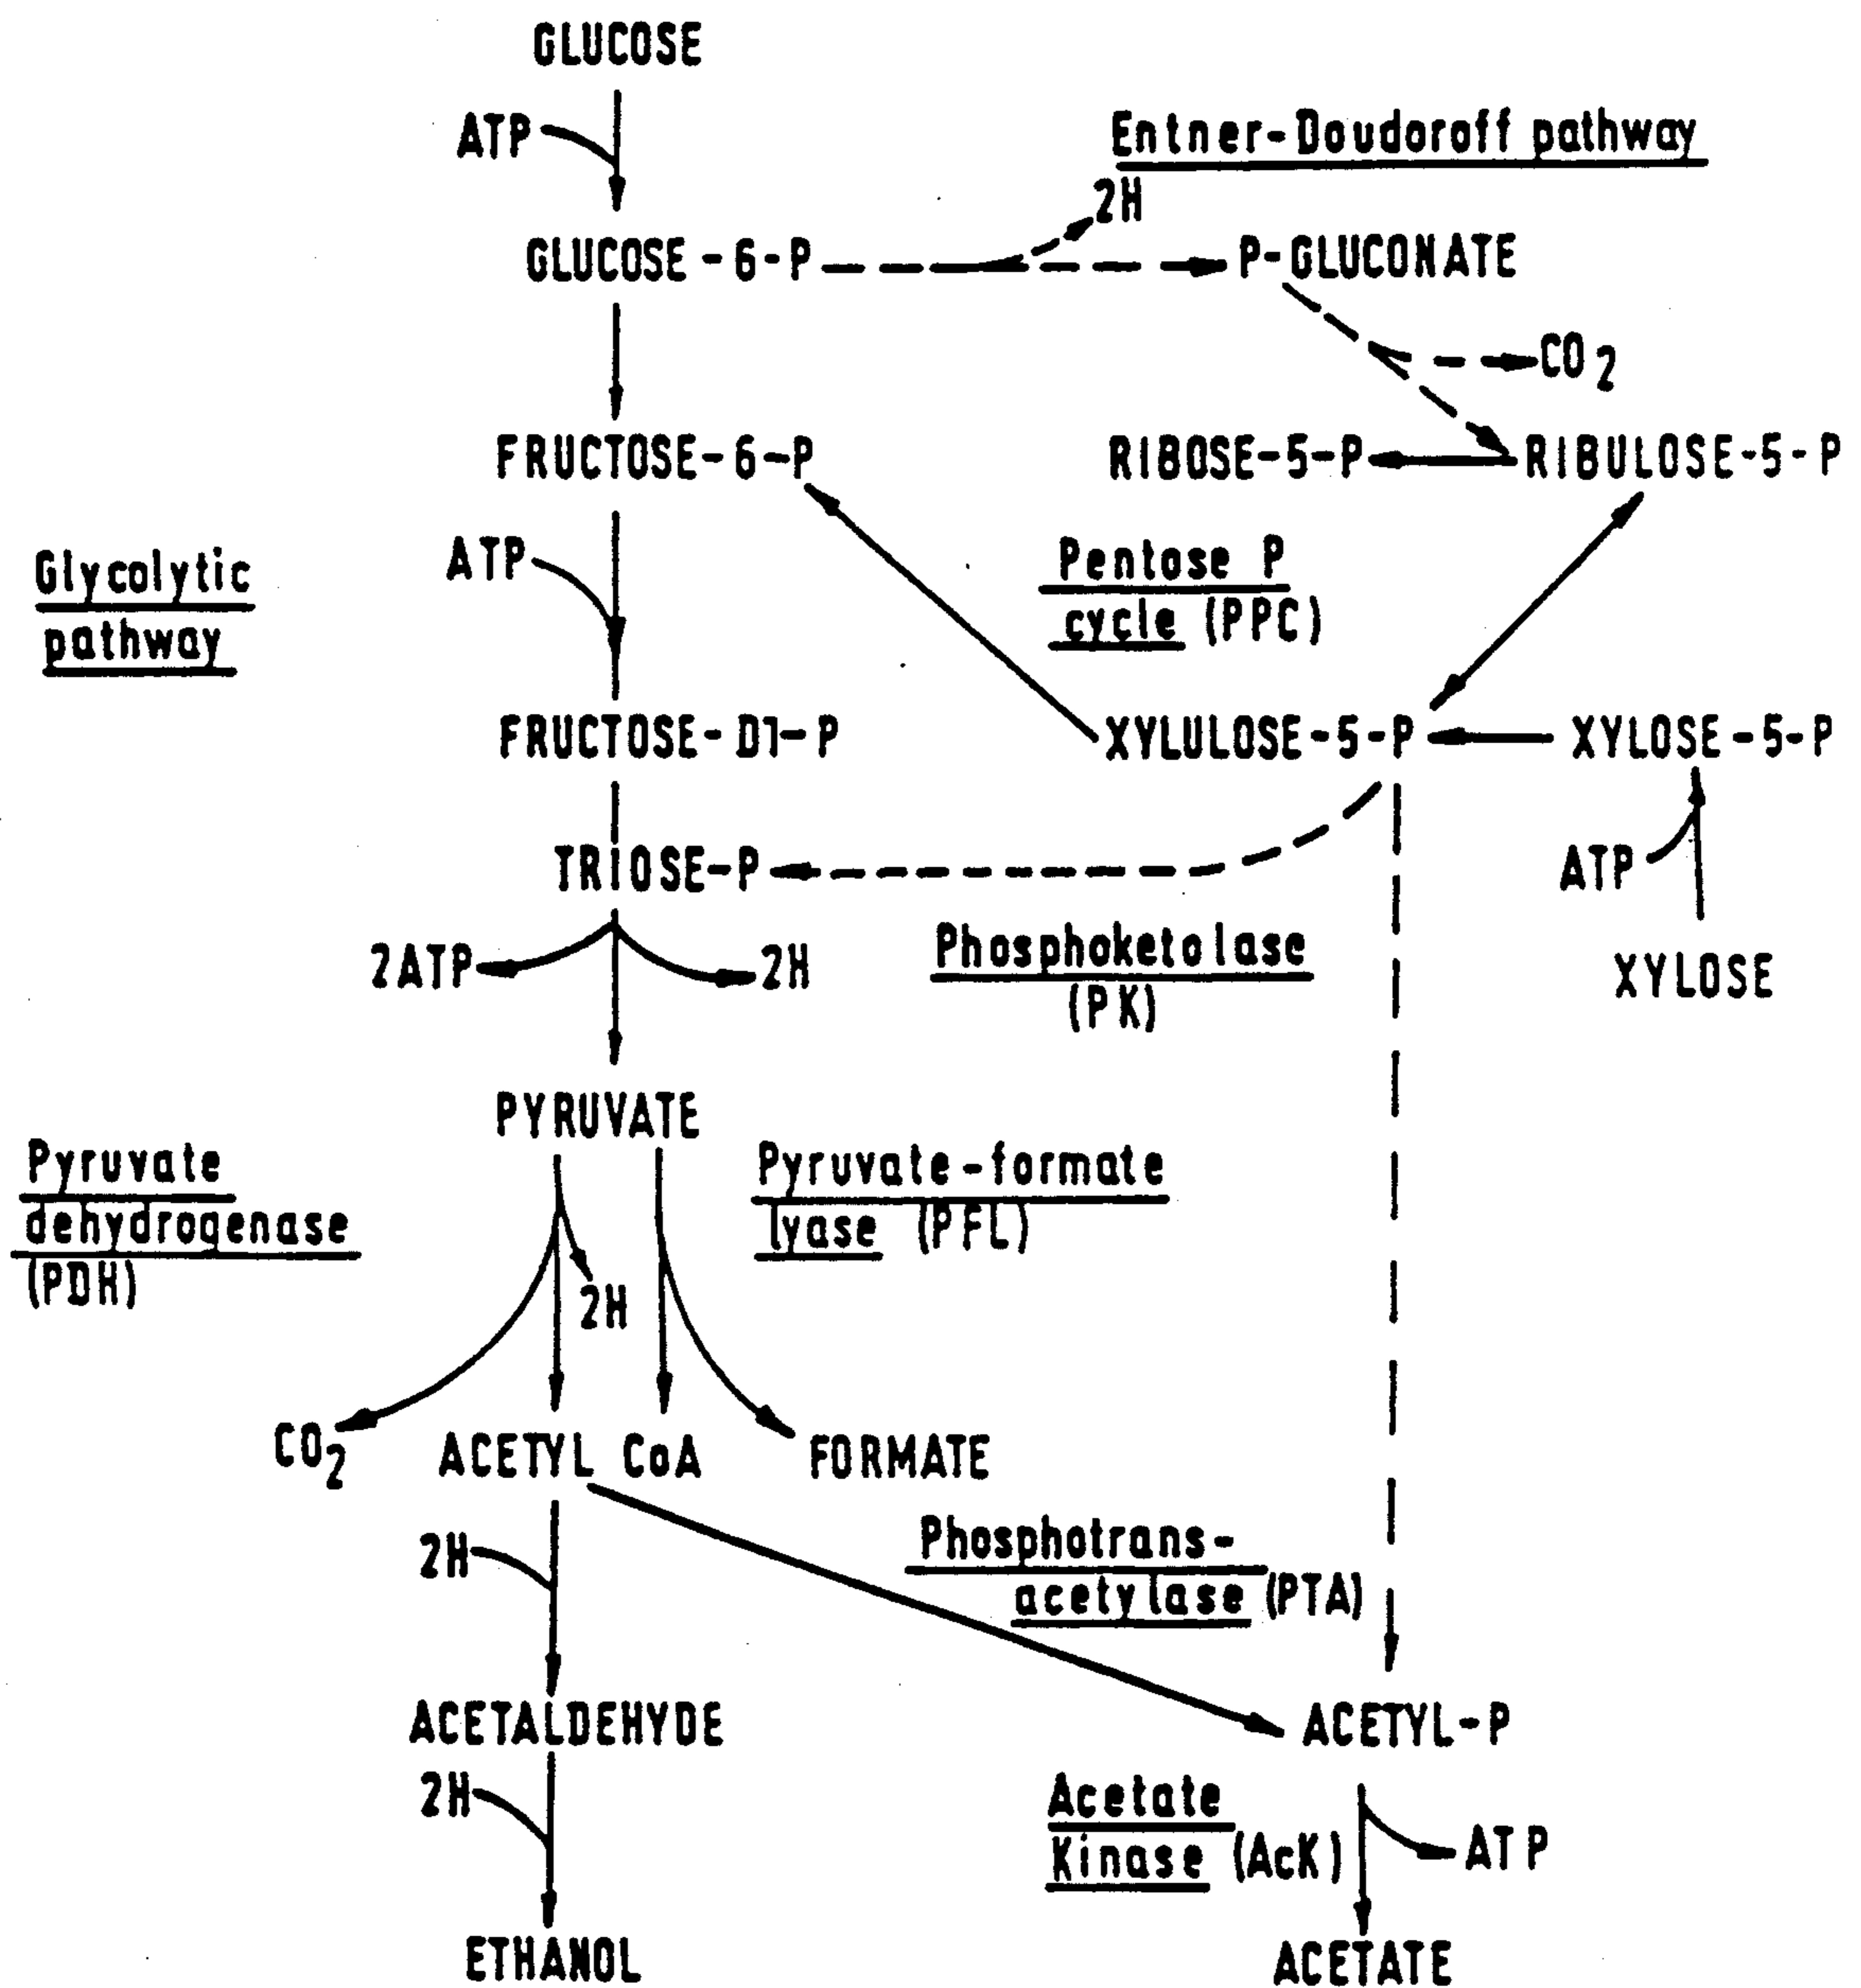 GLUCOSE
ATP
Entner-Doudoroff pathway
2H
GLUCOSE-6-P
P-GLUCONATE
CO2
FRUCTOSE-6-P
RIBOSE-5-P
RIBULOSE-5-P
ATP
Glycolytic
pathway
Pentose P
cycle (PPC)
FRUCTOSE-D1-P
XYLULOSE-5-P
XYLOSE-5-P
TRIOSE-P
ATP
2ATP
2H
Phosphoketolase
(PK)
XYLOSE
PYRUVATE
Pyruvate
dehydrogenase
(PDH)
Pyruvate-formate
lyase (PFL)
2H
CO2
ACETYL CoA
FORMATE
2H
Phosphotrans-
acetylase (PTA)
ACETALDEHYDE
ACETYL-P
2H
Acetate
Kinase (AcK)
ATP
ETHANOL
ACETATE